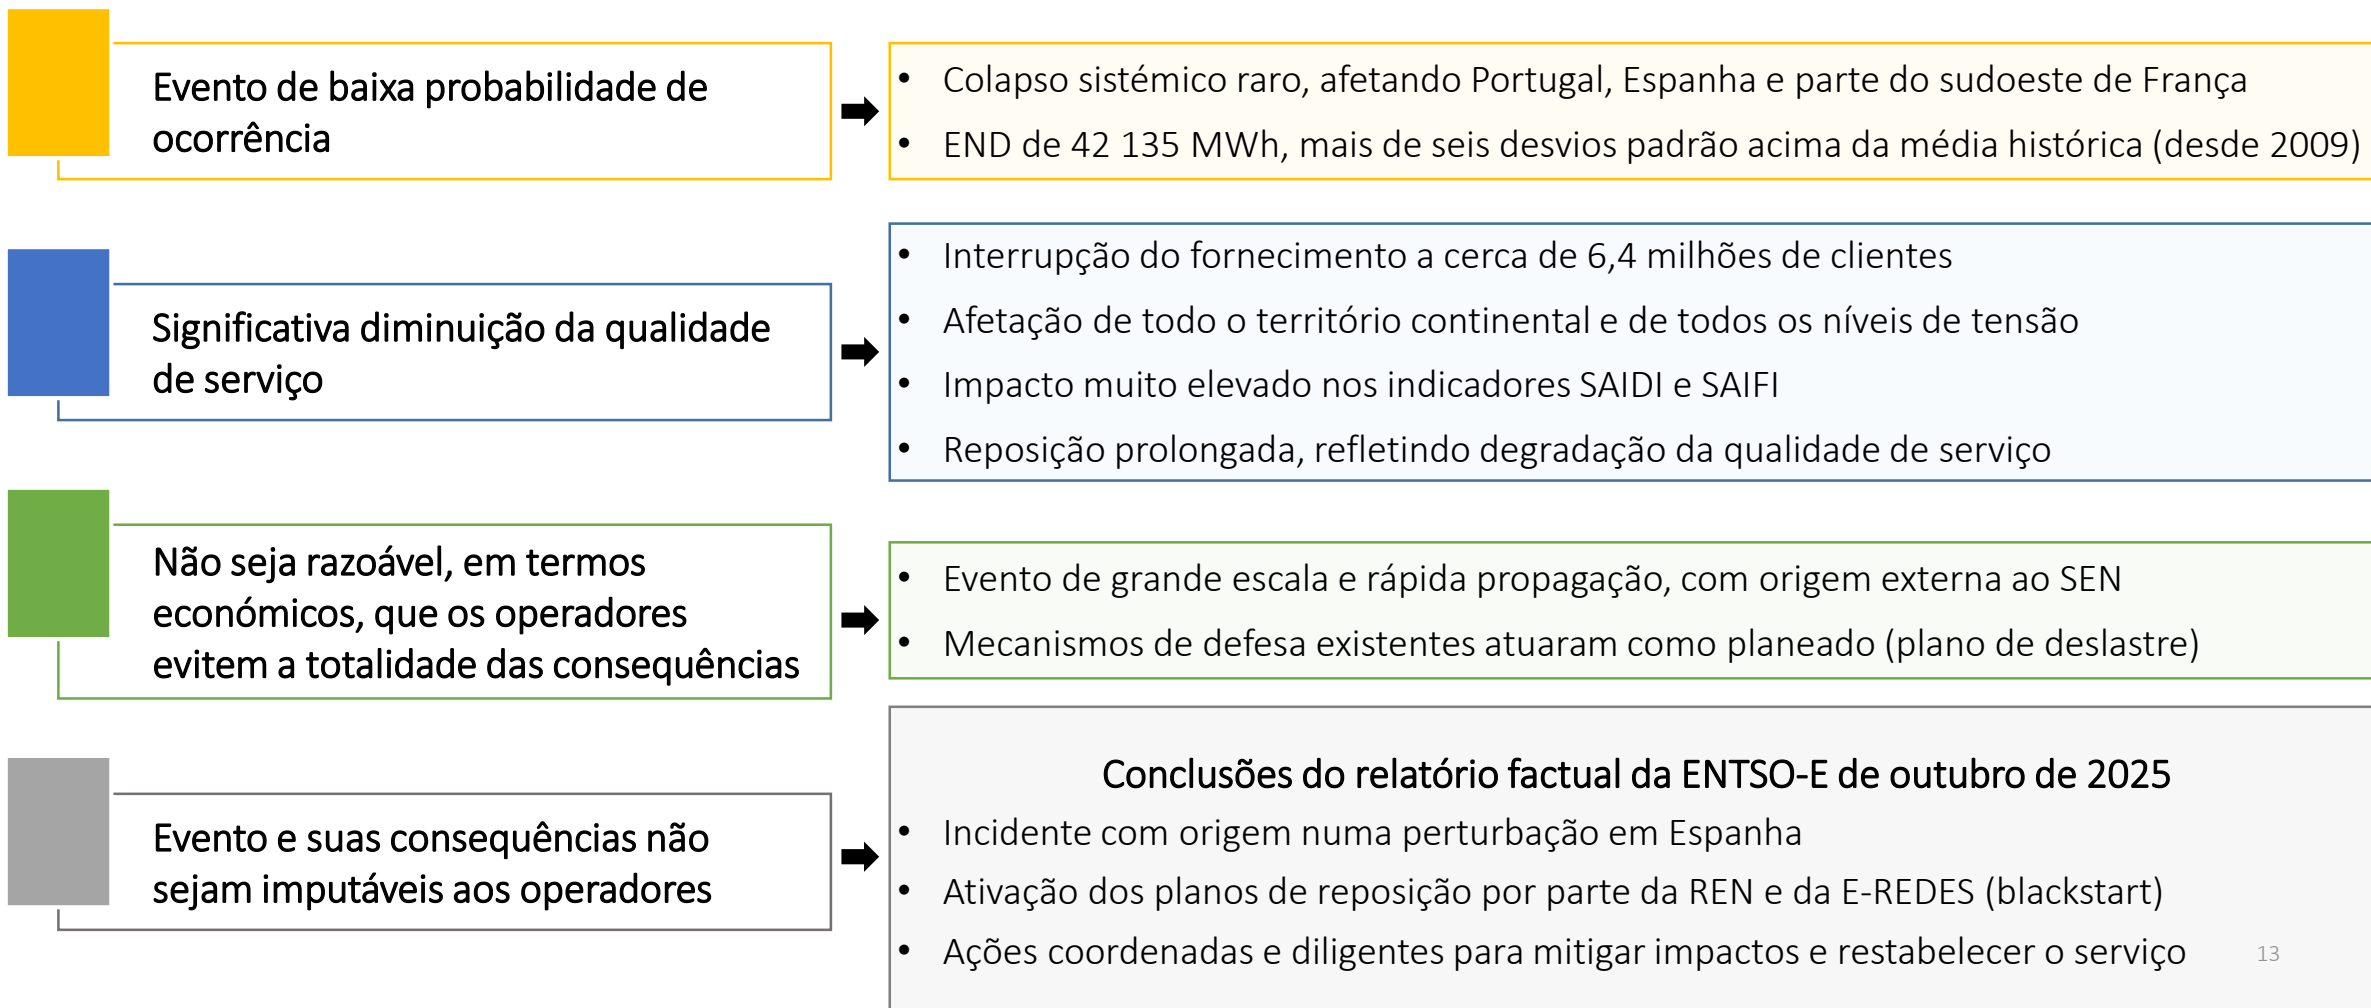 Evento de baixa probabilidade de
ocorrência
• Colapso sistémico raro, afetando Portugal, Espanha e parte do sudoeste de França
• END de 42 135 MWh, mais de seis desvios padrão acima da média histórica (desde 2009)
Significativa diminuição da qualidade
de serviço
• Interrupção do fornecimento a cerca de 6,4 milhões de clientes
• Afetação de todo o território continental e de todos os níveis de tensão
• Impacto muito elevado nos indicadores SAIDI e SAIFI
• Reposição prolongada, refletindo degradação da qualidade de serviço
Não seja razoável, em termos
económicos, que os operadores
evitem a totalidade das consequências
• Evento de grande escala e rápida propagação, com origem externa ao SEN
• Mecanismos de defesa existentes atuaram como planeado (plano de deslastre)
Evento e suas consequências não
sejam imputáveis aos operadores
Conclusões do relatório factual da ENTSO-E de outubro de 2025
• Incidente com origem numa perturbação em Espanha
• Ativação dos planos de reposição por parte da REN e da E-REDES (blackstart)
• Ações coordenadas e diligentes para mitigar impactos e restabelecer o serviço
13